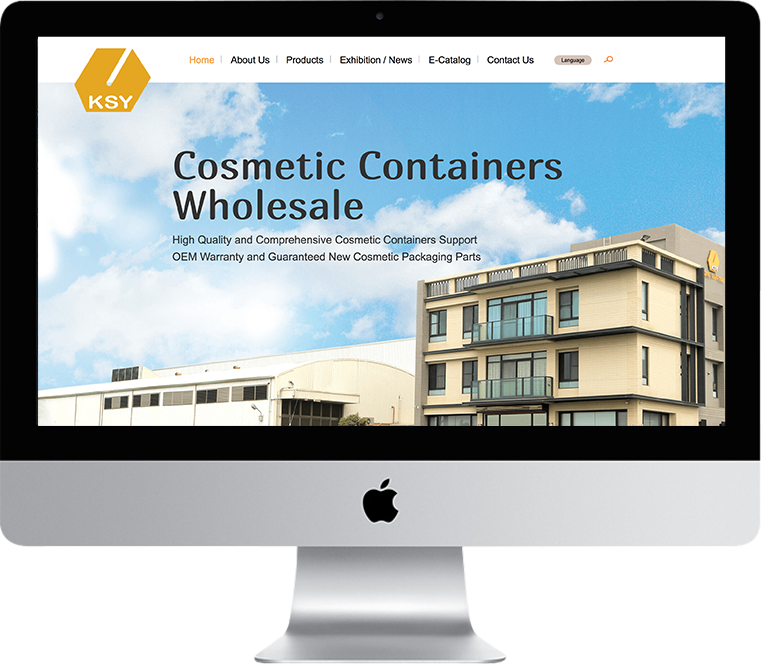 KSY
Home About Us Products Exhibition / News E-Catalog Contact Us Language
Cosmetic Containers
Wholesale
High Quality and Comprehensive Cosmetic Containers Support
OEM Warranty and Guaranteed New Cosmetic Packaging Parts